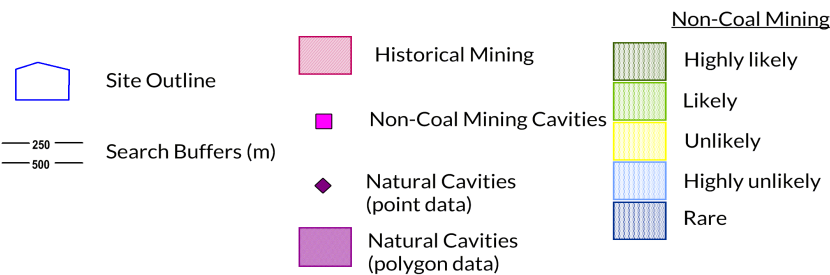 Site Outline
250
500
Search Buffers (m)
Historical Mining
Non-Coal Mining Cavities
Natural Cavities
(point data)
Natural Cavities
(polygon data)
Non-Coal Mining
Highly likely
Likely
Unlikely
Highly unlikely
Rare